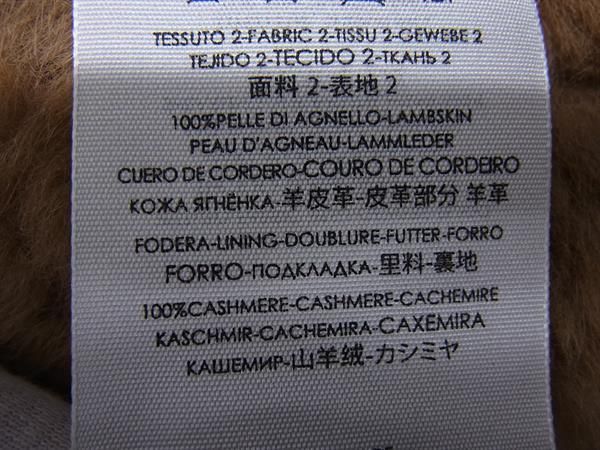 TESSUTO 2-FABRIC 2-TISSU 2-GEWEBE 2
TEJIDO 2-TECIDO 2-ТКАНЬ 2
面料 2-表地 2
100%PELLE DI AGNELLO-LAMBSKIN
PEAU D'AGNEAU-LAMMLEDER
CUERO DE CORDERO-COURO DE CORDEIRO
КОЖА ЯГНЁНКА-羊皮革-皮革部分 羊革
FODERA-LINING-DOUBLURE-FUTTER-FORRO
FORRO-ПОДКЛАДКА-里料-裏地
100%CASHMERE-CASHMERE-CACHEMIRE
KASCHMIR-CACHEMIRA-CAXEMIRA
КАШЕМИР-山羊绒-カシミヤ